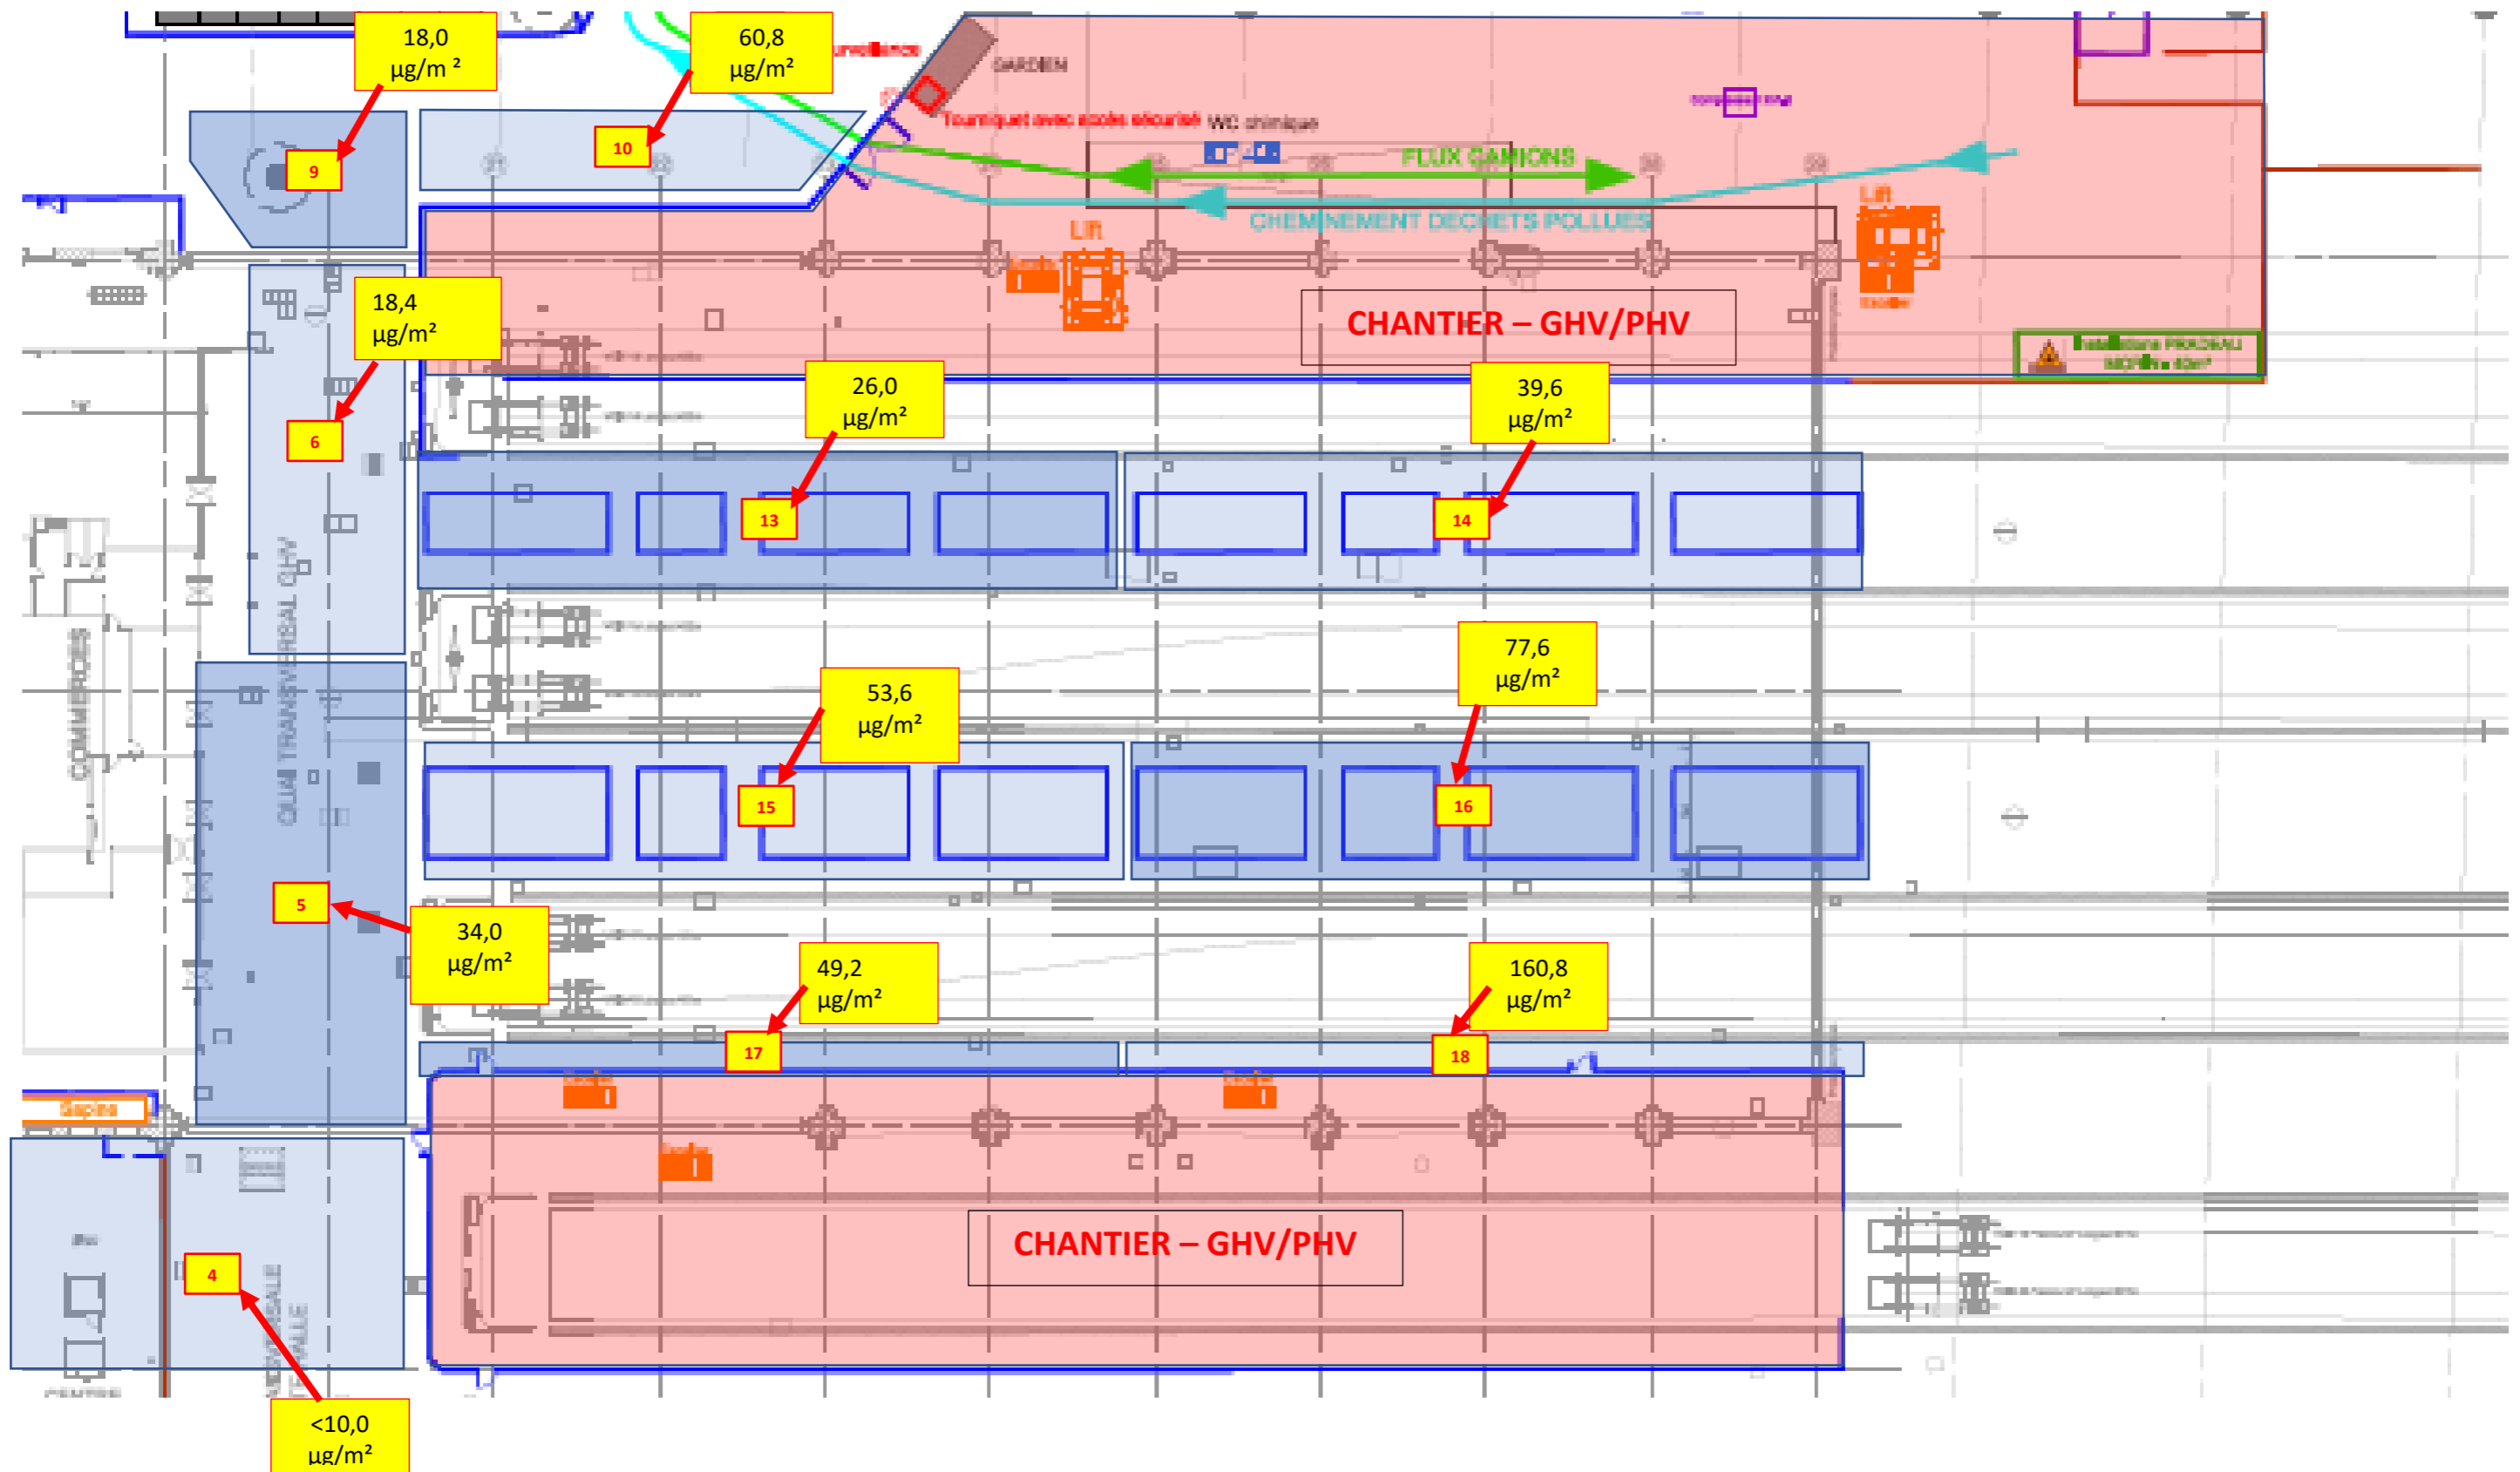 18,0
µg/m ²
60,8
µg/m²
GARDIEN
Tourniquet avec accès sécurisé WC chimique
9
10
FLUX CAMIONS
CHEMINEMENT DECHETS POLLUES
Lift
Lift
18,4
µg/m²
CHANTIER – GHV/PHV
6
26,0
µg/m²
39,6
µg/m²
13
14
QUAI TRANSVERSAL GHV
COMMERCES
53,6
µg/m²
77,6
µg/m²
15
16
5
34,0
µg/m²
49,2
µg/m²
160,8
µg/m²
17
18
CHANTIER – GHV/PHV
4
<10,0
µg/m²